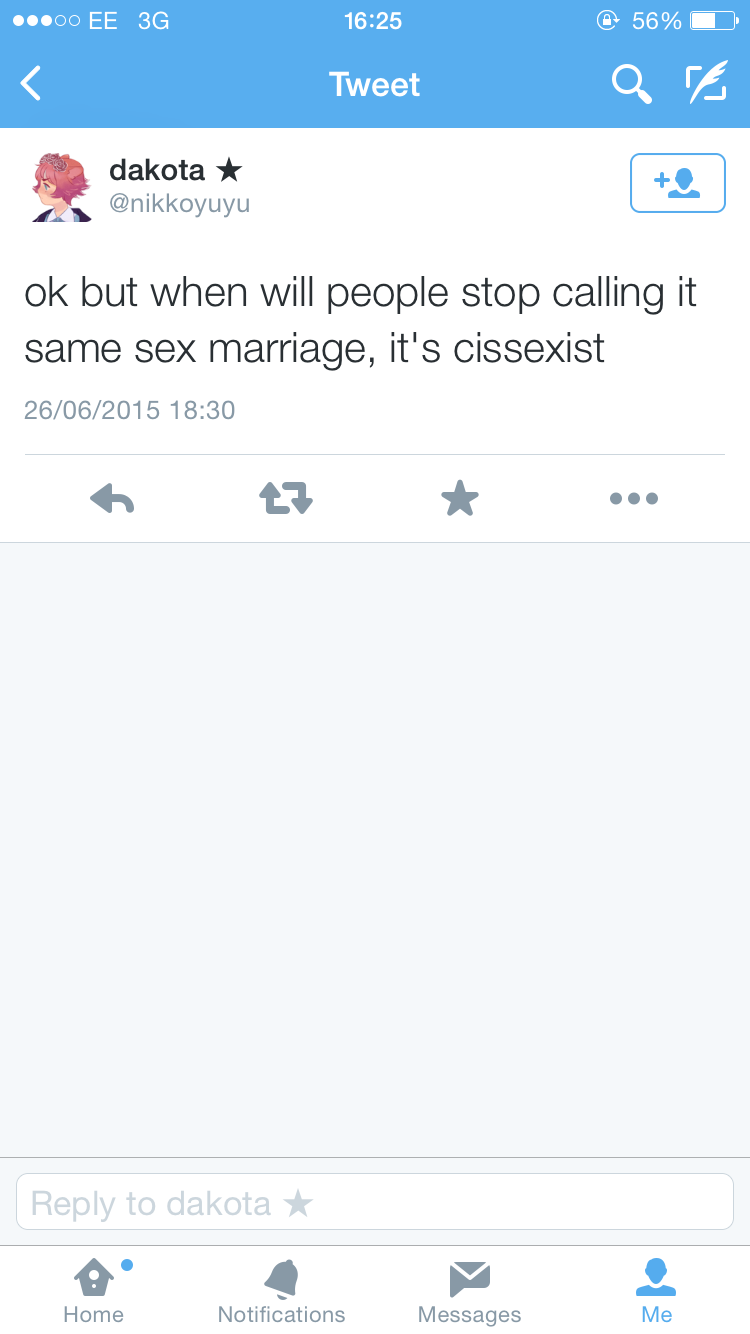 EE 3G 16:25 56%
Tweet
dakota ★
@nikkoyuyu
ok but when will people stop calling it
same sex marriage, it's cissexist
26/06/2015 18:30
Reply to dakota ★
Home Notifications Messages Me